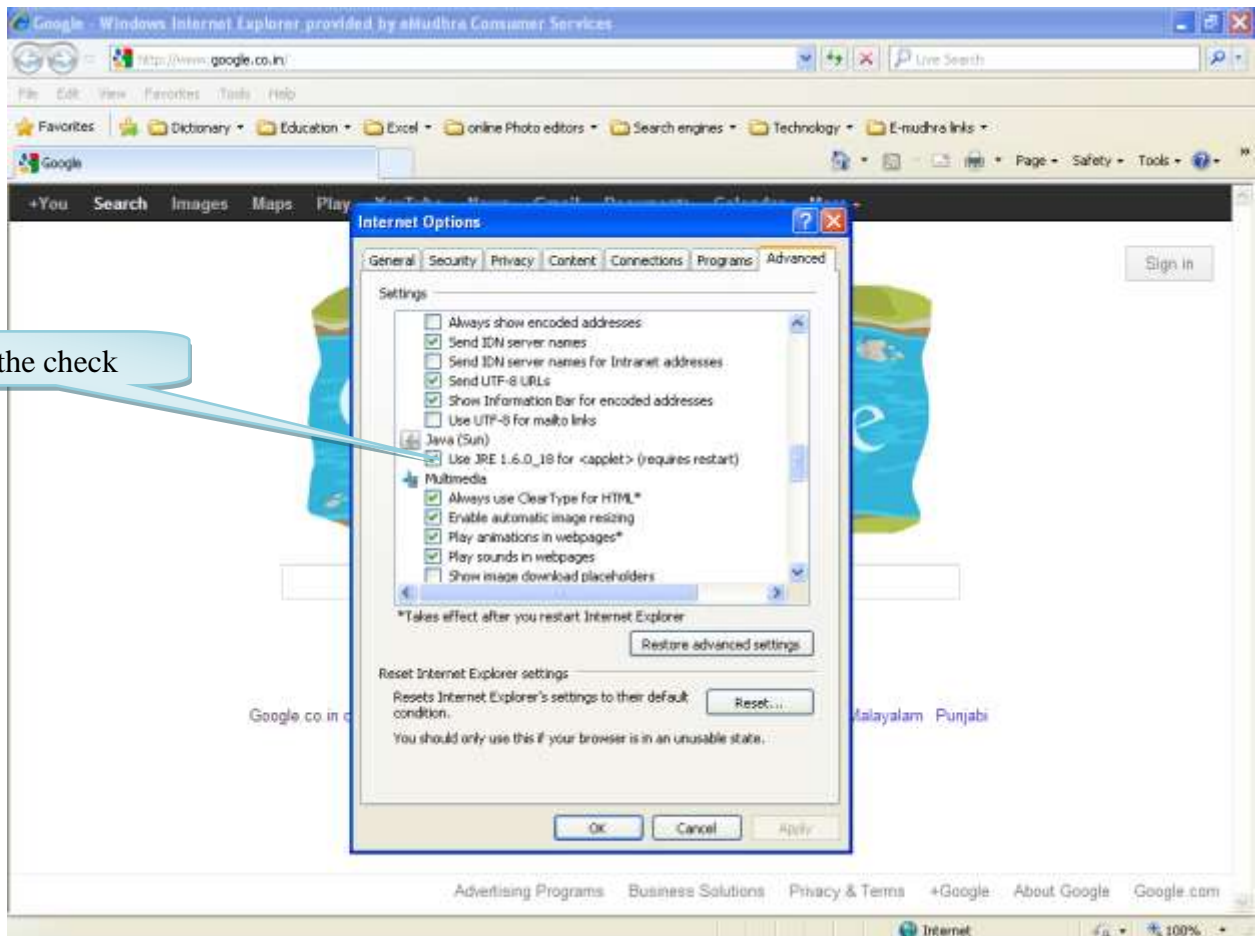 Google - Windows Internet Explorer provided by eMudhra Consumer Services
http://www.google.co.in/
Live Search
File Edit View Favorites Tools Help
Favorites Dictionary Education Excel online Photo editors Search engines Technology E-mudhra links
Google
Page Safety Tools
+You Search Images Maps Play YouTube News Gmail Documents Calendar More
Sign in
Internet Options
General Security Privacy Content Connections Programs Advanced
Settings
Always show encoded addresses
Send IDN server names
Send IDN server names for Intranet addresses
Send UTF-8 URLs
Show Information Bar for encoded addresses
Use UTF-8 for mailto links
Java (Sun)
Use JRE 1.6.0_18 for <applet> (requires restart)
Multimedia
Always use ClearType for HTML*
Enable automatic image resizing
Play animations in webpages*
Play sounds in webpages
Show image download placeholders
*Takes effect after you restart Internet Explorer
Restore advanced settings
Reset Internet Explorer settings
Resets Internet Explorer's settings to their default
condition.
Reset...
You should only use this if your browser is in an unusable state.
OK Cancel Apply
the check
Google.co.in Malayalam Punjabi
Advertising Programs Business Solutions Privacy & Terms +Google About Google Google.com
Internet 100%